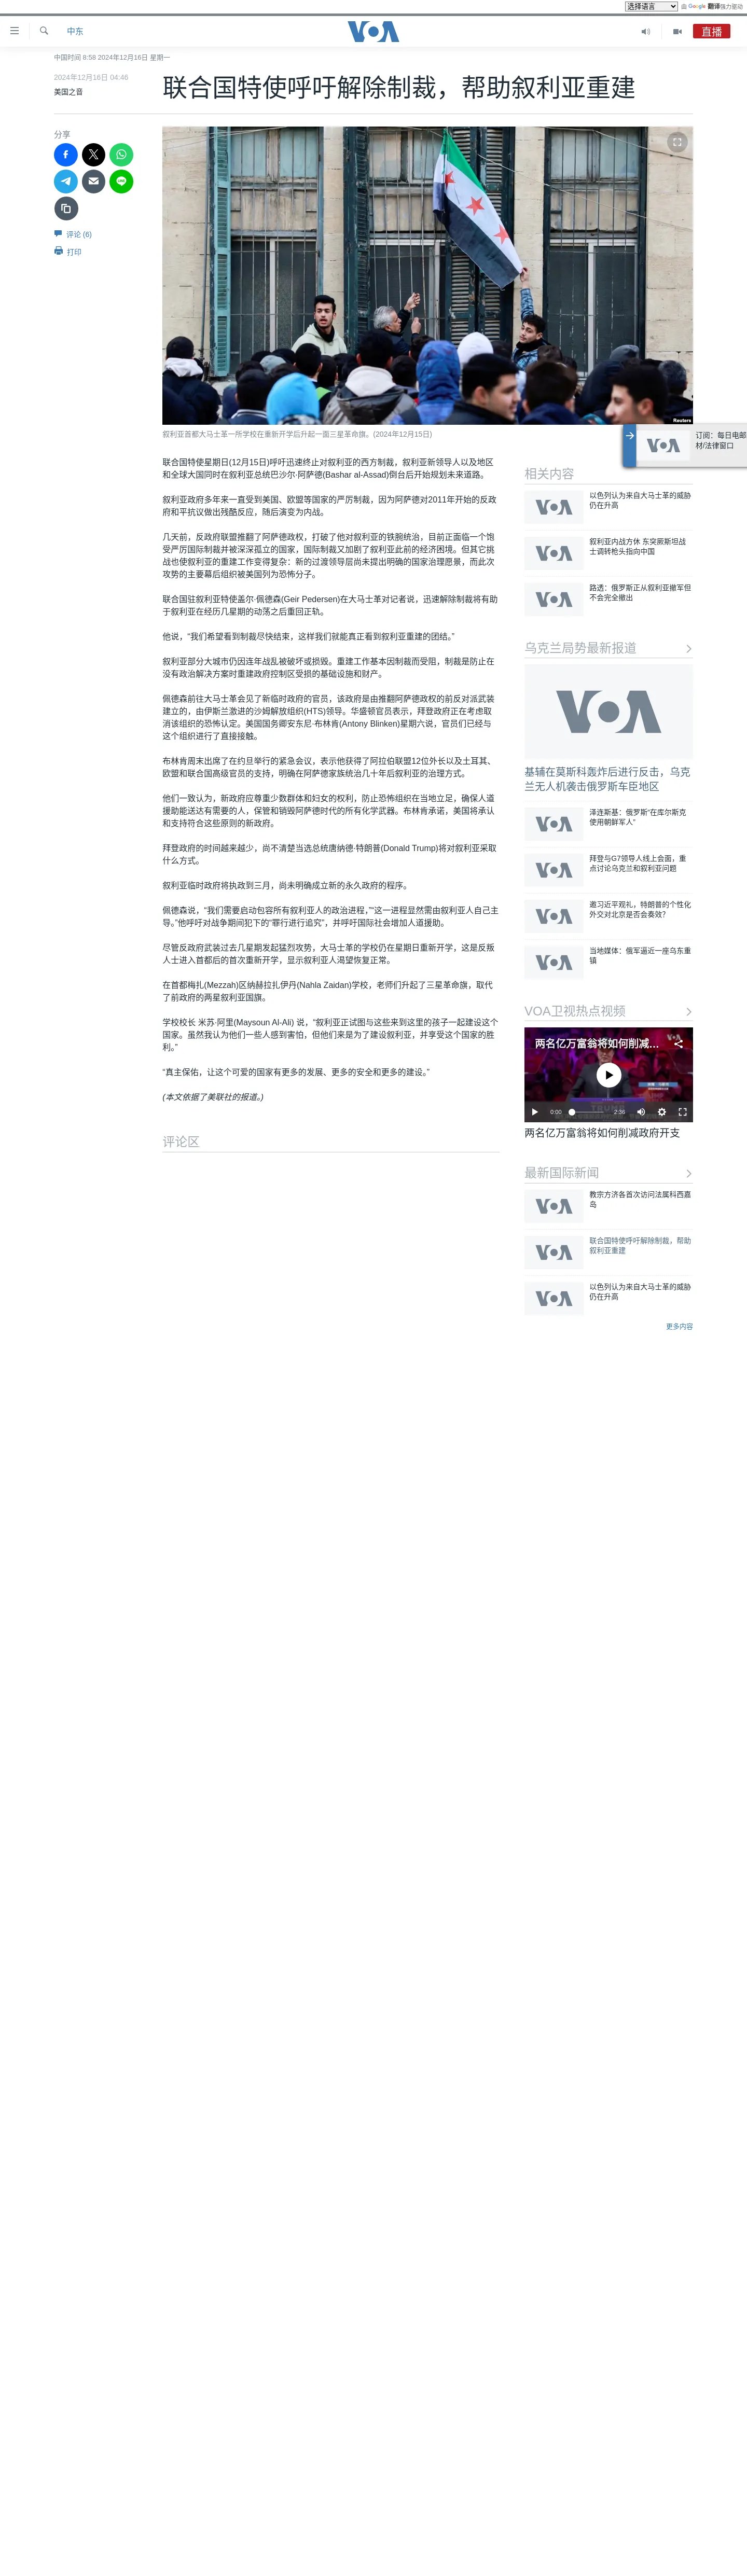 选择语言 由 Google 翻译强力驱动
中东
VOA
直播
中国时间 8:58 2024年12月16日 星期一
2024年12月16日 04:46
美国之音
联合国特使呼吁解除制裁，帮助叙利亚重建
分享
评论 (6)
打印
Reuters
叙利亚首都大马士革一所学校在重新开学后升起一面三星革命旗。(2024年12月15日)
VOA
订阅：每日电邮
材/法律窗口
联合国特使星期日(12月15日)呼吁迅速终止对叙利亚的西方制裁，叙利亚新领导人以及地区
和全球大国同时在叙利亚总统巴沙尔·阿萨德(Bashar al-Assad)倒台后开始规划未来道路。
叙利亚政府多年来一直受到美国、欧盟等国家的严厉制裁，因为阿萨德对2011年开始的反政
府和平抗议做出残酷反应，随后演变为内战。
几天前，反政府联盟推翻了阿萨德政权，打破了他对叙利亚的铁腕统治，目前正面临一个饱
受严厉国际制裁并被深深孤立的国家，国际制裁又加剧了叙利亚此前的经济困境。但其它挑
战也使叙利亚的重建工作变得复杂：新的过渡领导层尚未提出明确的国家治理愿景，而此次
攻势的主要幕后组织被美国列为恐怖分子。
联合国驻叙利亚特使盖尔·佩德森(Geir Pedersen)在大马士革对记者说，迅速解除制裁将有助
于叙利亚在经历几星期的动荡之后重回正轨。
他说，“我们希望看到制裁尽快结束，这样我们就能真正看到叙利亚重建的团结。”
叙利亚部分大城市仍因连年战乱被破坏或损毁。重建工作基本因制裁而受阻，制裁是防止在
没有政治解决方案时重建政府控制区受损的基础设施和财产。
佩德森前往大马士革会见了新临时政府的官员，该政府是由推翻阿萨德政权的前反对派武装
建立的，由伊斯兰激进的沙姆解放组织(HTS)领导。华盛顿官员表示，拜登政府正在考虑取
消该组织的恐怖认定。美国国务卿安东尼·布林肯(Antony Blinken)星期六说，官员们已经与
这个组织进行了直接接触。
布林肯周末出席了在约旦举行的紧急会议，表示他获得了阿拉伯联盟12位外长以及土耳其、
欧盟和联合国高级官员的支持，明确在阿萨德家族统治几十年后叙利亚的治理方式。
他们一致认为，新政府应尊重少数群体和妇女的权利，防止恐怖组织在当地立足，确保人道
援助能送达有需要的人，保管和销毁阿萨德时代的所有化学武器。布林肯承诺，美国将承认
和支持符合这些原则的新政府。
拜登政府的时间越来越少，尚不清楚当选总统唐纳德·特朗普(Donald Trump)将对叙利亚采取
什么方式。
叙利亚临时政府将执政到三月，尚未明确成立新的永久政府的程序。
佩德森说，“我们需要启动包容所有叙利亚人的政治进程，”“这一进程显然需由叙利亚人自己主
导。”他呼吁对战争期间犯下的“罪行进行追究”，并呼吁国际社会增加人道援助。
尽管反政府武装过去几星期发起猛烈攻势，大马士革的学校仍在星期日重新开学，这是反叛
人士进入首都后的首次重新开学，显示叙利亚人渴望恢复正常。
在首都梅扎(Mezzah)区纳赫拉扎伊丹(Nahla Zaidan)学校，老师们升起了三星革命旗，取代
了前政府的两星叙利亚国旗。
学校校长 米苏·阿里(Maysoun Al-Ali) 说，“叙利亚正试图与这些来到这里的孩子一起建设这个
国家。虽然我认为他们一些人感到害怕，但他们来是为了建设叙利亚，并享受这个国家的胜
利。”
“真主保佑，让这个可爱的国家有更多的发展、更多的安全和更多的建设。”
(本文依据了美联社的报道。)
评论区
相关内容
VOA
以色列认为来自大马士革的威胁
仍在升高
VOA
叙利亚内战方休 东突厥斯坦战
士调转枪头指向中国
VOA
路透：俄罗斯正从叙利亚撤军但
不会完全撤出
乌克兰局势最新报道
VOA
基辅在莫斯科轰炸后进行反击，乌克
兰无人机袭击俄罗斯车臣地区
VOA
泽连斯基：俄罗斯“在库尔斯克
使用朝鲜军人”
VOA
拜登与G7领导人线上会面，重
点讨论乌克兰和叙利亚问题
VOA
邀习近平观礼，特朗普的个性化
外交对北京是否会奏效?
VOA
当地媒体：俄军逼近一座乌东重
镇
VOA卫视热点视频
两名亿万富翁将如何削减...
VOA
0:00
2:36
两名亿万富翁将如何削减政府开支
最新国际新闻
VOA
教宗方济各首次访问法属科西嘉
岛
VOA
联合国特使呼吁解除制裁，帮助
叙利亚重建
VOA
以色列认为来自大马士革的威胁
仍在升高
更多内容